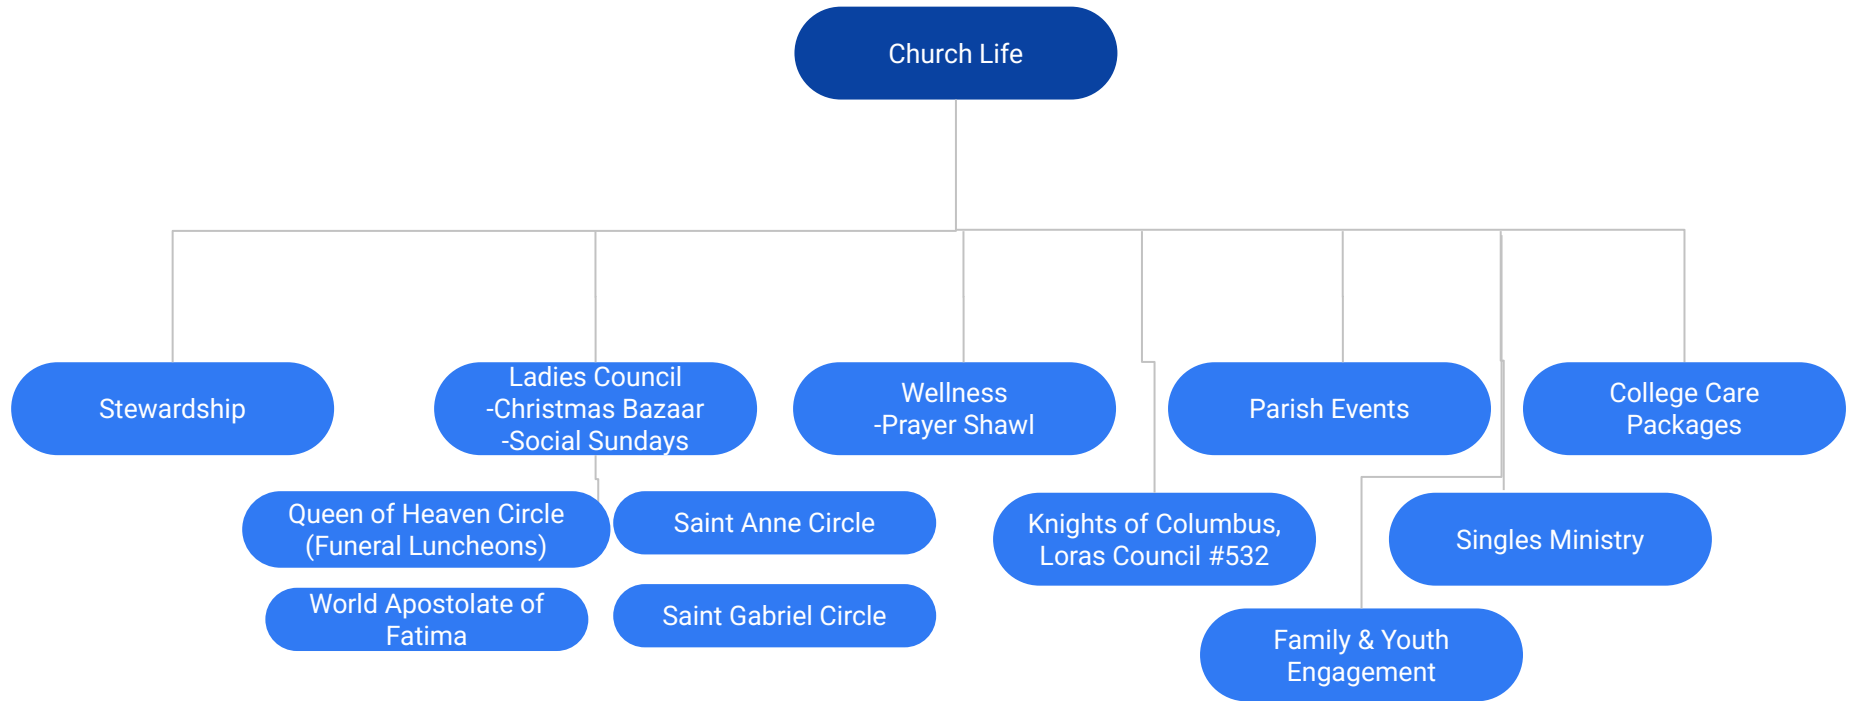 Church Life
Stewardship
Ladies Council
-Christmas Bazaar
-Social Sundays
Wellness
-Prayer Shawl
Parish Events
College Care
Packages
Queen of Heaven Circle
(Funeral Luncheons)
Saint Anne Circle
Knights of Columbus,
Loras Council #532
Singles Ministry
World Apostolate of
Fatima
Saint Gabriel Circle
Family & Youth
Engagement